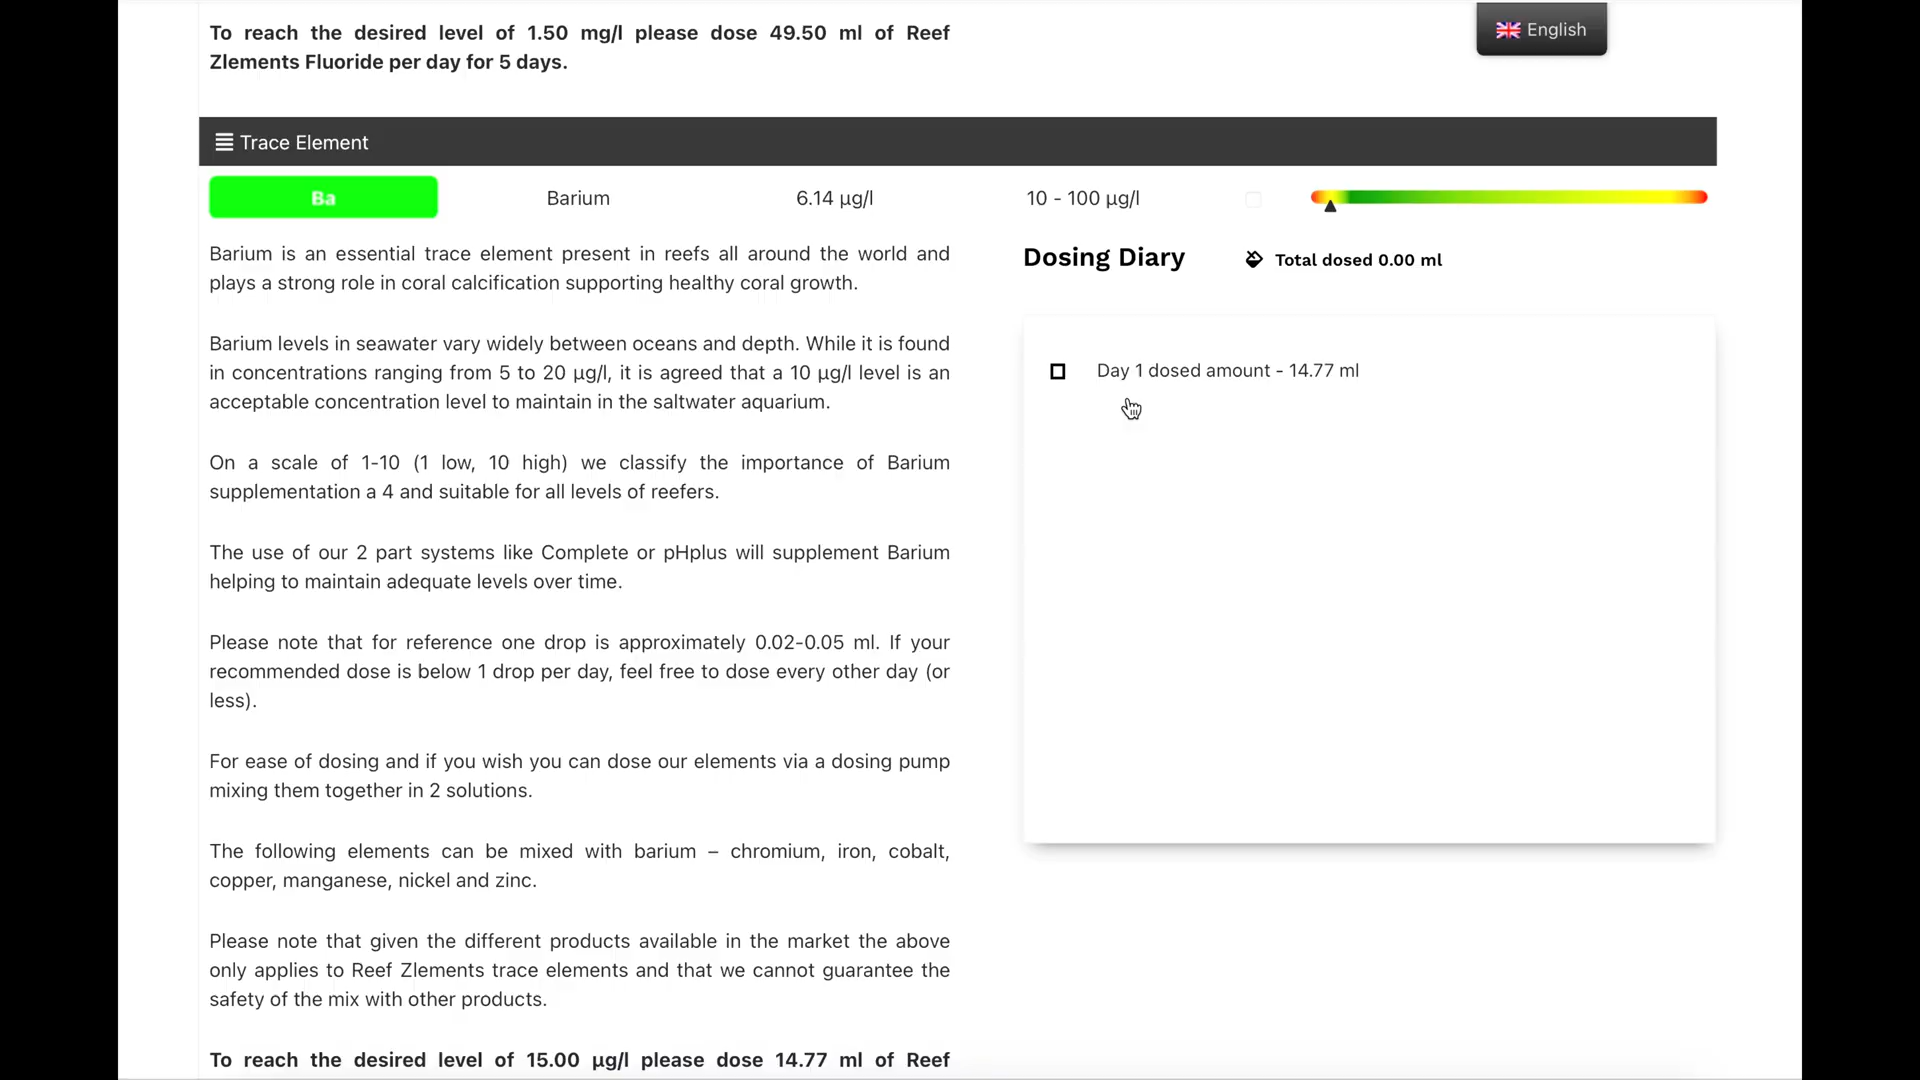 To reach the desired level of 1.50 mg/l please dose 49.50 ml of Reef
Zlements Fluoride per day for 5 days.
English
Trace Element
Ba Barium 6.14 µg/l 10 - 100 µg/l
Barium is an essential trace element present in reefs all around the world and
plays a strong role in coral calcification supporting healthy coral growth.
Barium levels in seawater vary widely between oceans and depth. While it is found
in concentrations ranging from 5 to 20 µg/l, it is agreed that a 10 µg/l level is an
acceptable concentration level to maintain in the saltwater aquarium.
On a scale of 1-10 (1 low, 10 high) we classify the importance of Barium
supplementation a 4 and suitable for all levels of reefers.
The use of our 2 part systems like Complete or pHplus will supplement Barium
helping to maintain adequate levels over time.
Please note that for reference one drop is approximately 0.02-0.05 ml. If your
recommended dose is below 1 drop per day, feel free to dose every other day (or
less).
For ease of dosing and if you wish you can dose our elements via a dosing pump
mixing them together in 2 solutions.
The following elements can be mixed with barium – chromium, iron, cobalt,
copper, manganese, nickel and zinc.
Please note that given the different products available in the market the above
only applies to Reef Zlements trace elements and that we cannot guarantee the
safety of the mix with other products.
To reach the desired level of 15.00 µg/l please dose 14.77 ml of Reef
Dosing Diary
Total dosed 0.00 ml
Day 1 dosed amount - 14.77 ml